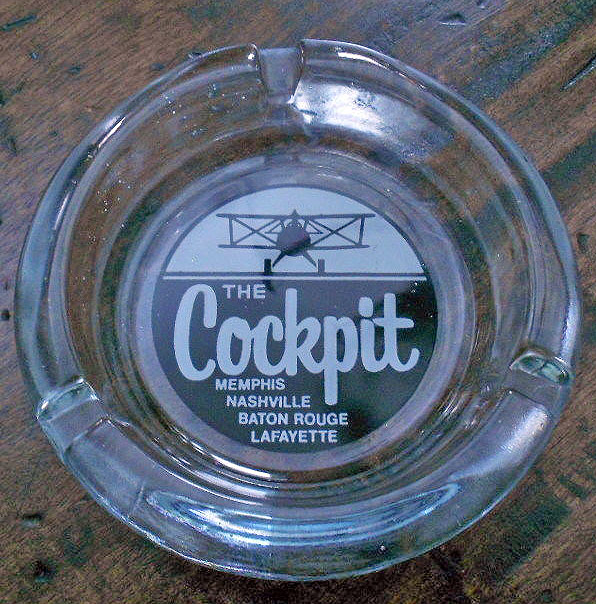 THE
Cockpit
MEMPHIS
NASHVILLE
BATON ROUGE
LAFAYETTE